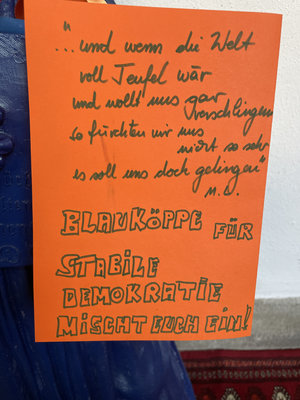 "...und wenn die Welt
voll Teufel wär
und wollt uns gar verschlingen
so fürchten wir uns
nicht so sehr
es soll uns doch gelingen"
M.L.
BLAUKÖPPE FÜR
STABILE
DEMOKRATIE
MISCHT EUCH EIN!